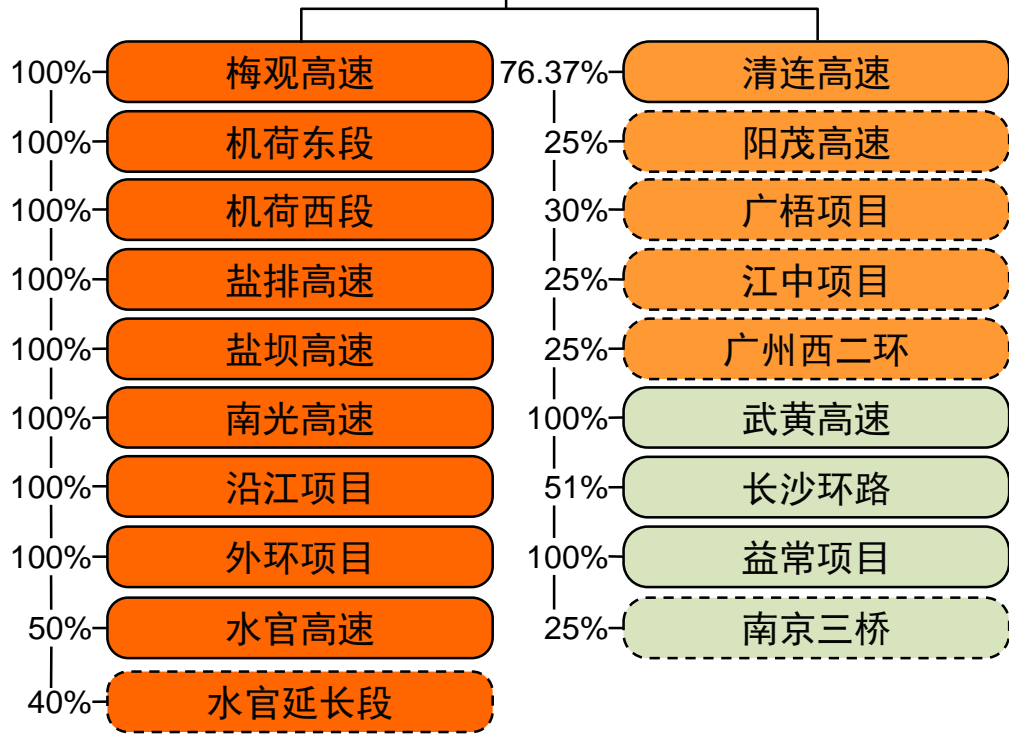 100% 梅观高速
100% 机荷东段
100% 机荷西段
100% 盐排高速
100% 盐坝高速
100% 南光高速
100% 沿江项目
100% 外环项目
50% 水官高速
40% 水官延长段
76.37% 清连高速
25% 阳茂高速
30% 广梧项目
25% 江中项目
25% 广州西二环
100% 武黄高速
51% 长沙环路
100% 益常项目
25% 南京三桥